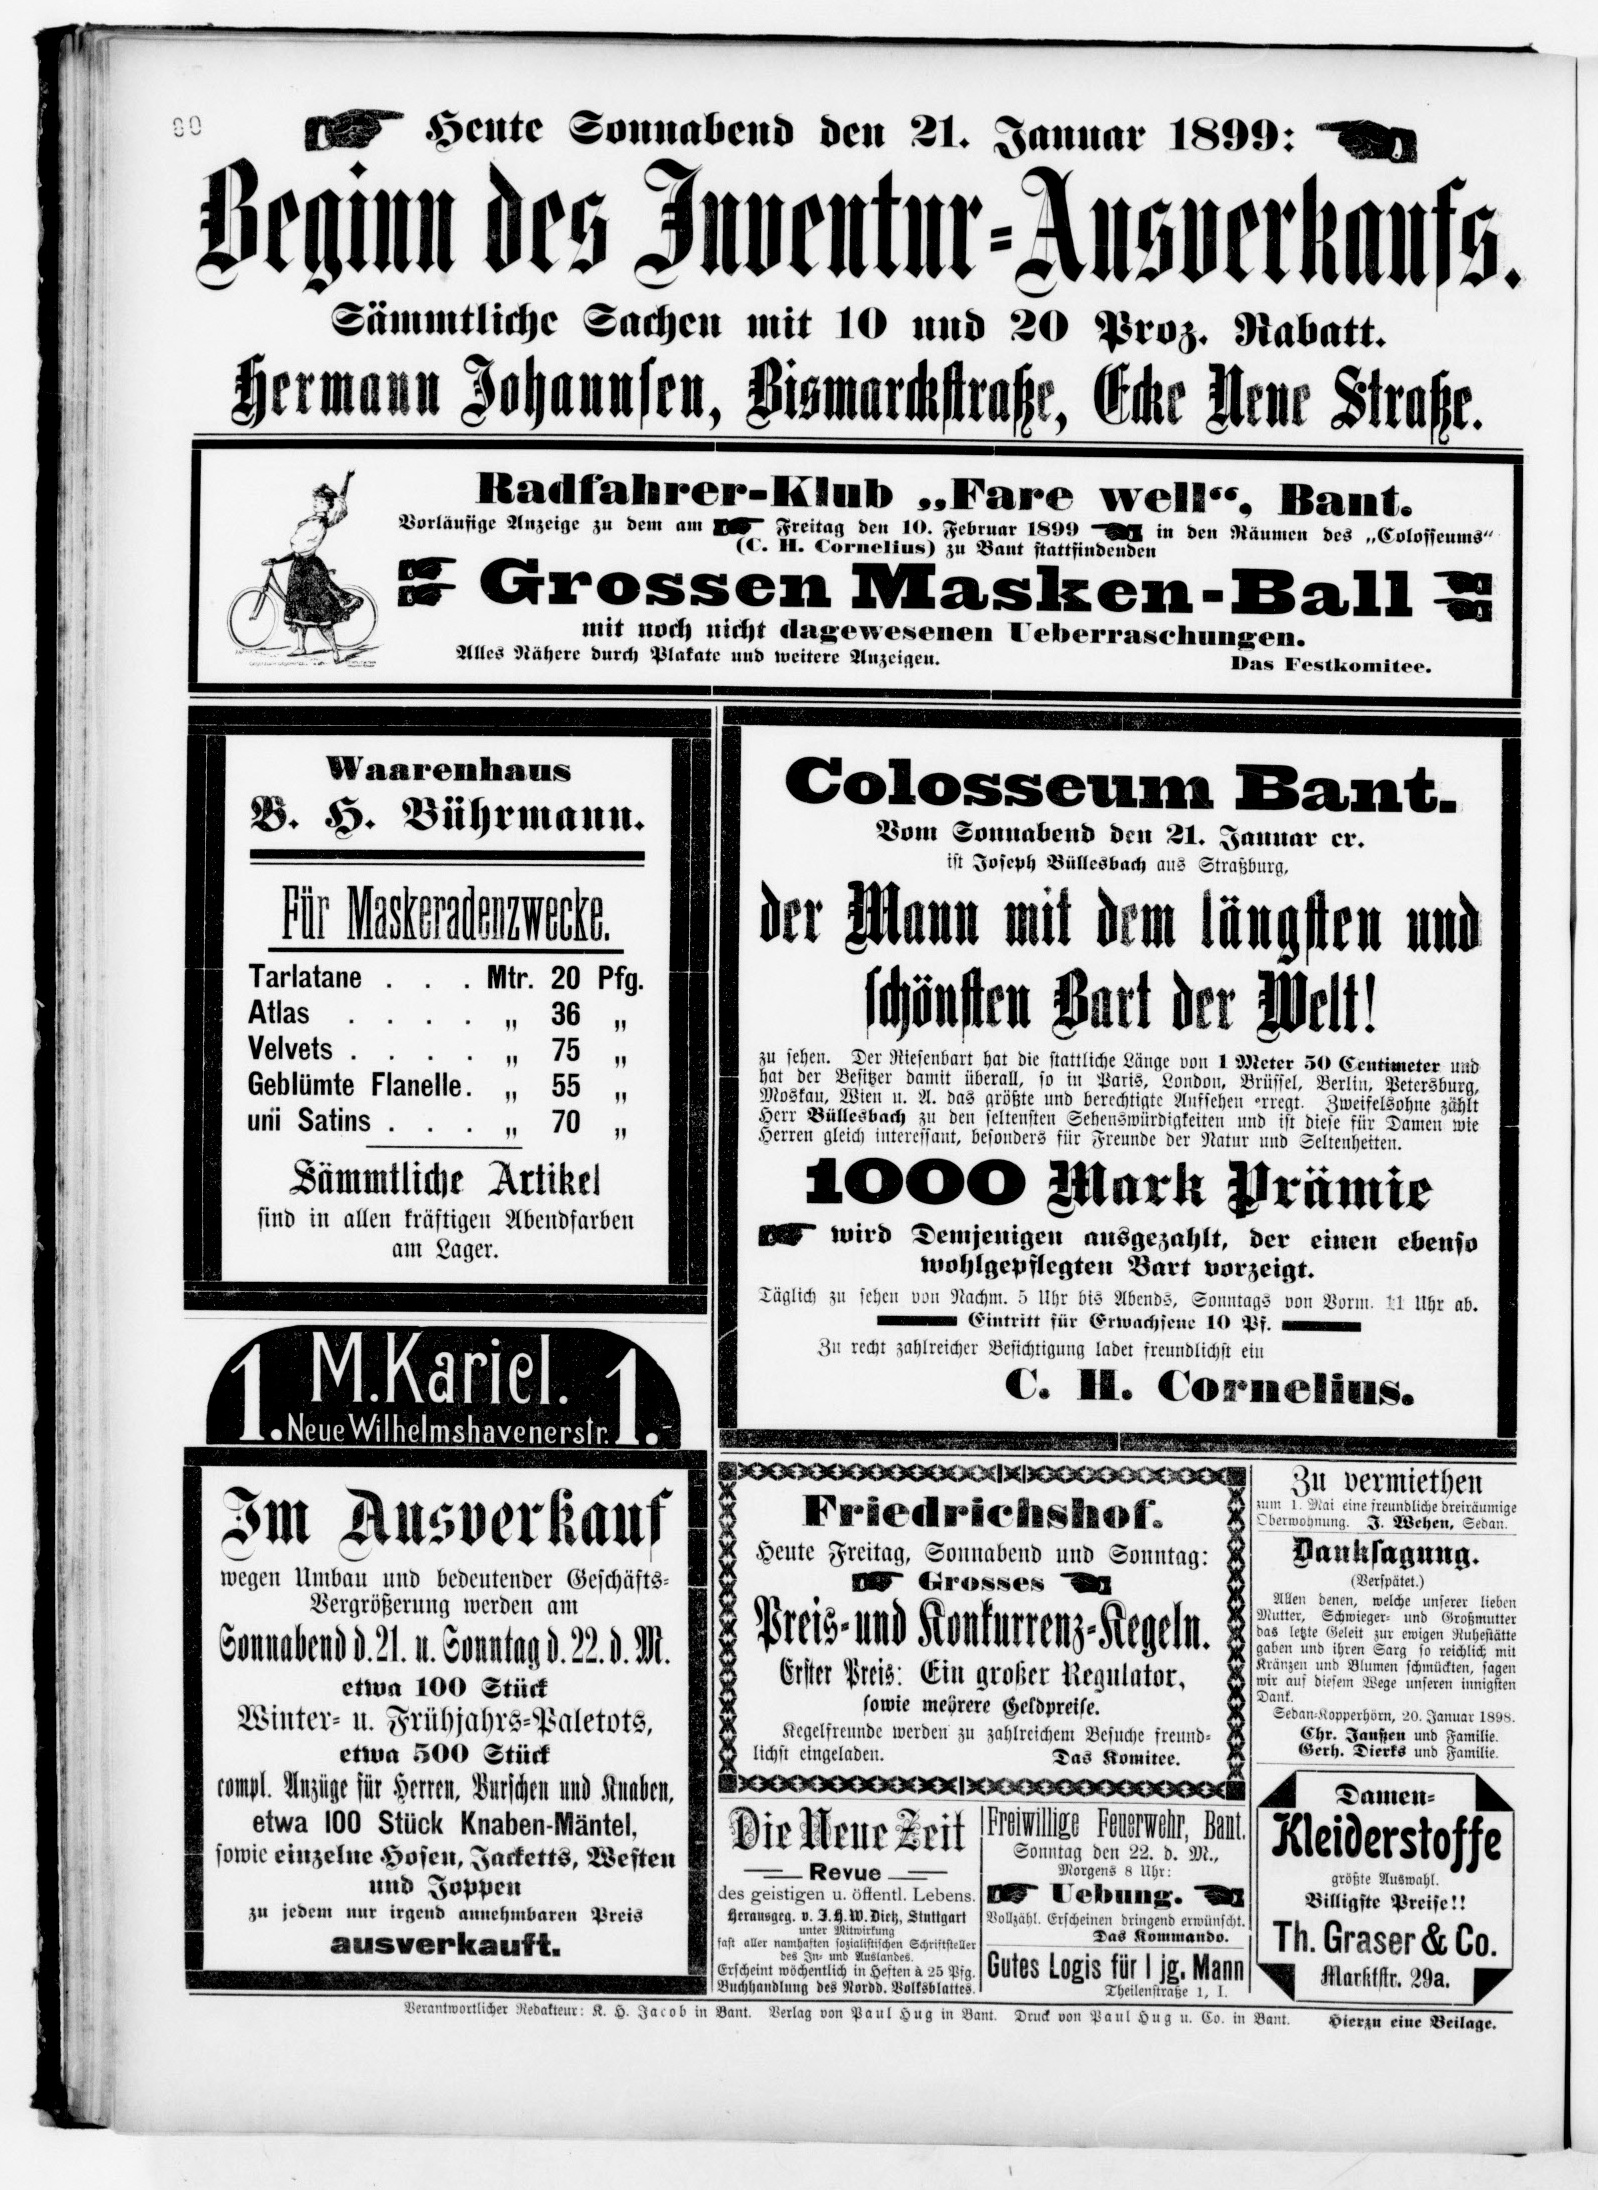 Heute Sonnabend den 21. Januar 1899:
Beginn des Inventur-Ausverkaufs.
Sämmtliche Sachen mit 10 und 20 Proz. Rabatt.
Hermann Johannsen, Bismarckstraße, Ecke Neue Straße.
Radfahrer-Klub „Fare well“, Bant.
Vorläufige Anzeige zu dem am Freitag den 10. Februar 1899 in den Räumen des „Colosseums“
(C. H. Cornelius) zu Bant stattfindenden
Grossen Masken-Ball
mit noch nicht dagewesenen Ueberraschungen.
Alles Nähere durch Plakate und weitere Anzeigen.
Das Festkomitee.
Waarenhaus
B. H. Bührmann.
Für Maskeradenzwecke.
Tarlatane . . . Mtr. 20 Pfg.
Atlas . . . . „ 36 „
Velvets . . . . „ 75 „
Geblümte Flanelle. „ 55 „
uni Satins . . . „ 70 „
Sämmtliche Artikel
sind in allen kräftigen Abendfarben
am Lager.
Colosseum Bant.
Vom Sonnabend den 21. Januar cr.
ist Joseph Büllesbach aus Straßburg,
der Mann mit dem längsten und
schönsten Bart der Welt!
zu sehen. Der Riesenbart hat die stattliche Länge von 1 Meter 50 Centimeter und
hat der Besitzer damit überall, so in Paris, London, Brüssel, Berlin, Petersburg,
Moskau, Wien u. A. das größte und berechtigte Aufsehen erregt. Zweifelsohne zählt
Herr Büllesbach zu den seltensten Sehenswürdigkeiten und ist diese für Damen wie
Herren gleich interessant, besonders für Freunde der Natur und Seltenheiten.
1000 Mark Prämie
wird Demjenigen ausgezahlt, der einen ebenso
wohlgepflegten Bart vorzeigt.
Täglich zu sehen von Nachm. 5 Uhr bis Abends, Sonntags von Vorm. 11 Uhr ab.
Eintritt für Erwachsene 10 Pf.
Zu recht zahlreicher Besichtigung ladet freundlichst ein
C. H. Cornelius.
1. M. Kariel. 1.
Neue Wilhelmshavenerstr.
Im Ausverkauf
wegen Umbau und bedeutender Geschäfts-
Vergrößerung werden am
Sonnabend d. 21. u. Sonntag d. 22. d. M.
etwa 100 Stück
Winter- u. Frühjahrs-Paletots,
etwa 500 Stück
compl. Anzüge für Herren, Burschen und Knaben,
etwa 100 Stück Knaben-Mäntel,
sowie einzelne Hosen, Jacketts, Westen
und Joppen
zu jedem nur irgend annehmbaren Preis
ausverkauft.
Friedrichshof.
Heute Freitag, Sonnabend und Sonntag:
Grosses
Preis- und Konkurrenz-Kegeln.
Erster Preis: Ein großer Regulator,
sowie mehrere Geldpreise.
Kegelfreunde werden zu zahlreichem Besuche freund-
lichst eingeladen.
Das Komitee.
Die Neue Zeit
Revue
des geistigen u. öffentl. Lebens.
Herausgeg. v. J. H. W. Dietz, Stuttgart
unter Mitwirkung
fast aller namhaften sozialistischen Schriftsteller
des In- und Auslandes.
Erscheint wöchentlich in Heften à 25 Pfg.
Buchhandlung des Nordd. Volksblattes.
Freiwillige Feuerwehr, Bant.
Sonntag den 22. d. M.,
Morgens 8 Uhr:
Uebung.
Vollzähl. Erscheinen dringend erwünscht.
Das Kommando.
Gutes Logis für 1 jg. Mann
Theilenstraße 1, I.
Zu vermiethen
zum 1. Mai eine freundliche dreiräumige
Oberwohnung. J. Wehen, Sedan.
Danksagung.
(Verspätet.)
Allen denen, welche unserer lieben
Mutter, Schwieger- und Großmutter
das letzte Geleit zur ewigen Ruhestätte
gaben und ihren Sarg so reichlich mit
Kränzen und Blumen schmückten, sagen
wir auf diesem Wege unseren innigsten
Dank.
Sedan-Kopperhörn, 20. Januar 1898.
Chr. Janßen und Familie.
Gerh. Dierks und Familie.
Damen-
Kleiderstoffe
größte Auswahl.
Billigste Preise!!
Th. Graser & Co.
Marktstr. 29a.
Verantwortlicher Redakteur: K. H. Jacob in Bant. Verlag von Paul Hug in Bant. Druck von Paul Hug u. Co. in Bant.
Hierzu eine Beilage.